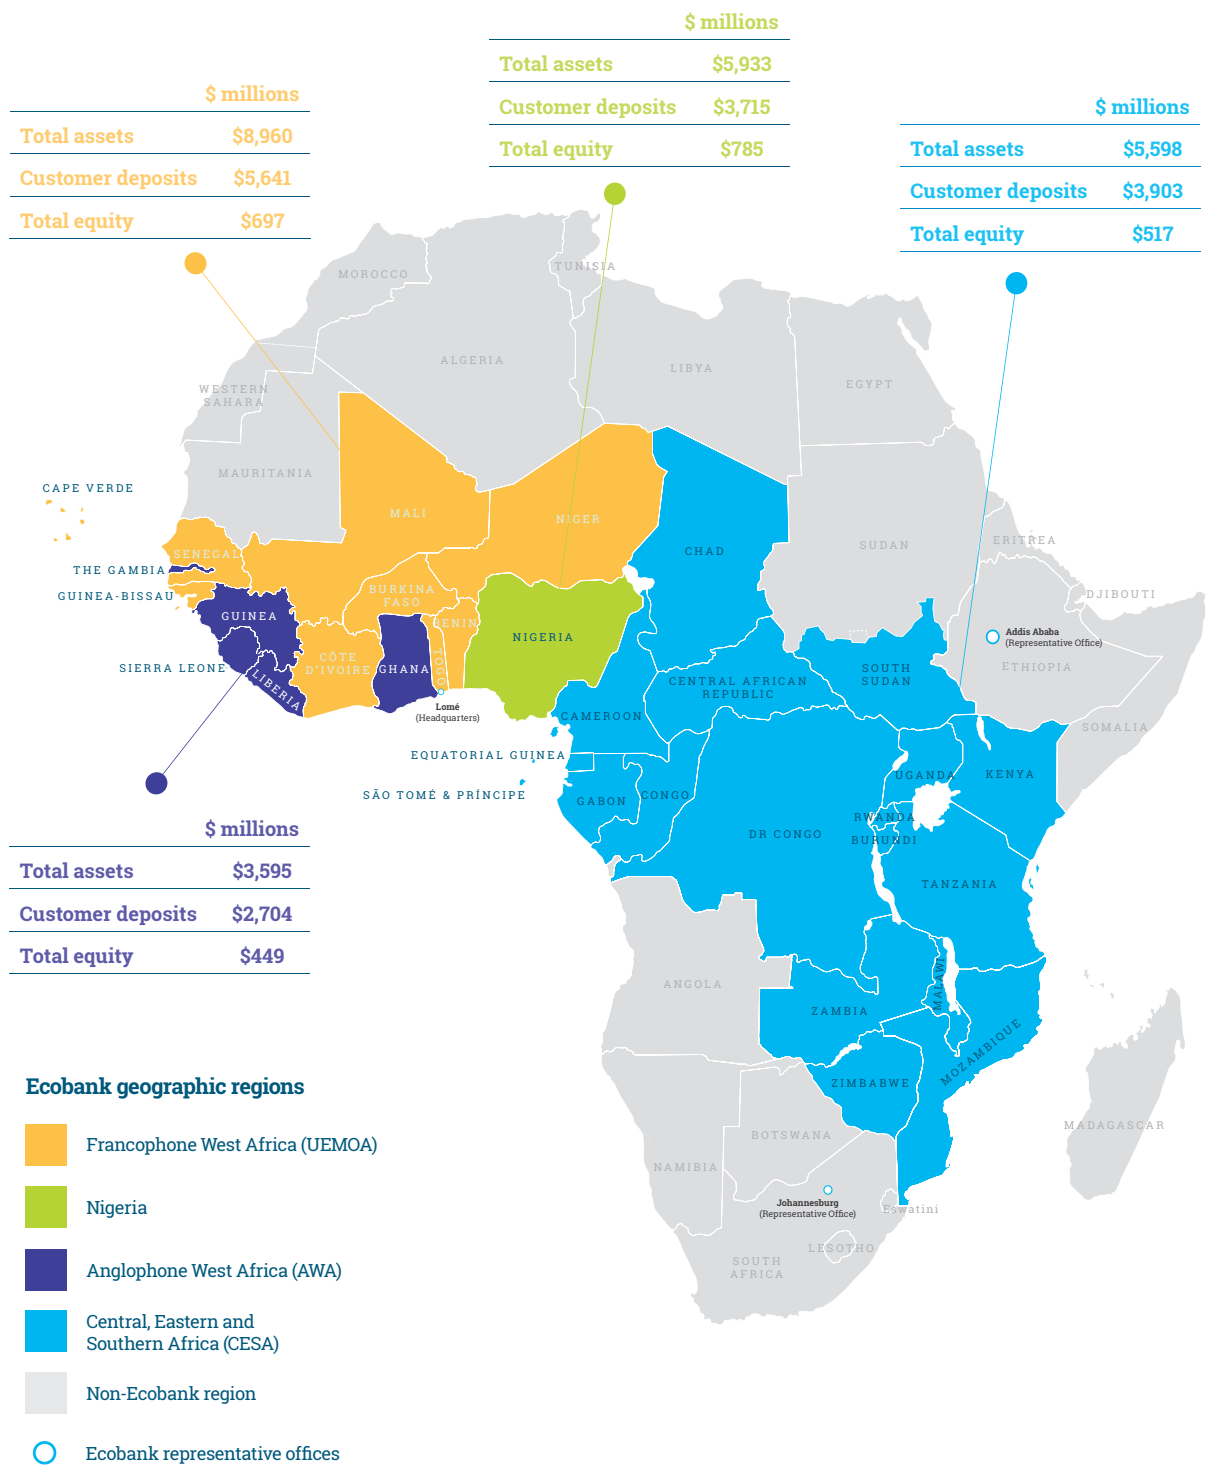 $ millions
Total assets $5,933
Customer deposits $3,715
Total equity $785
$ millions
Total assets $8,960
Customer deposits $5,641
Total equity $697
$ millions
Total assets $5,598
Customer deposits $3,903
Total equity $517
MOROCCO
TUNISIA
ALGERIA
LIBYA
EGYPT
WESTERN
SAHARA
MAURITANIA
CAPE VERDE
MALI
NIGER
CHAD
SUDAN
ERITREA
SENEGAL
THE GAMBIA
GUINEA-BISSAU
BURKINA
FASO
DJIBOUTI
GUINEA
BENIN
NIGERIA
Addis Ababa
(Representative Office)
ETHIOPIA
SIERRA LEONE
LIBERIA
CÔTE
D'IVOIRE
GHANA
TOGO
CENTRAL AFRICAN
REPUBLIC
SOUTH
SUDAN
Lomé
(Headquarters)
CAMEROON
SOMALIA
EQUATORIAL GUINEA
UGANDA
KENYA
SÃO TOMÉ & PRÍNCIPE
GABON
CONGO
DR CONGO
RWANDA
BURUNDI
TANZANIA
$ millions
Total assets $3,595
Customer deposits $2,704
Total equity $449
ANGOLA
ZAMBIA
MALAWI
MOZAMBIQUE
ZIMBABWE
MADAGASCAR
BOTSWANA
NAMIBIA
Johannesburg
(Representative Office)
Eswatini
LESOTHO
SOUTH
AFRICA
Ecobank geographic regions
Francophone West Africa (UEMOA)
Nigeria
Anglophone West Africa (AWA)
Central, Eastern and
Southern Africa (CESA)
Non-Ecobank region
Ecobank representative offices